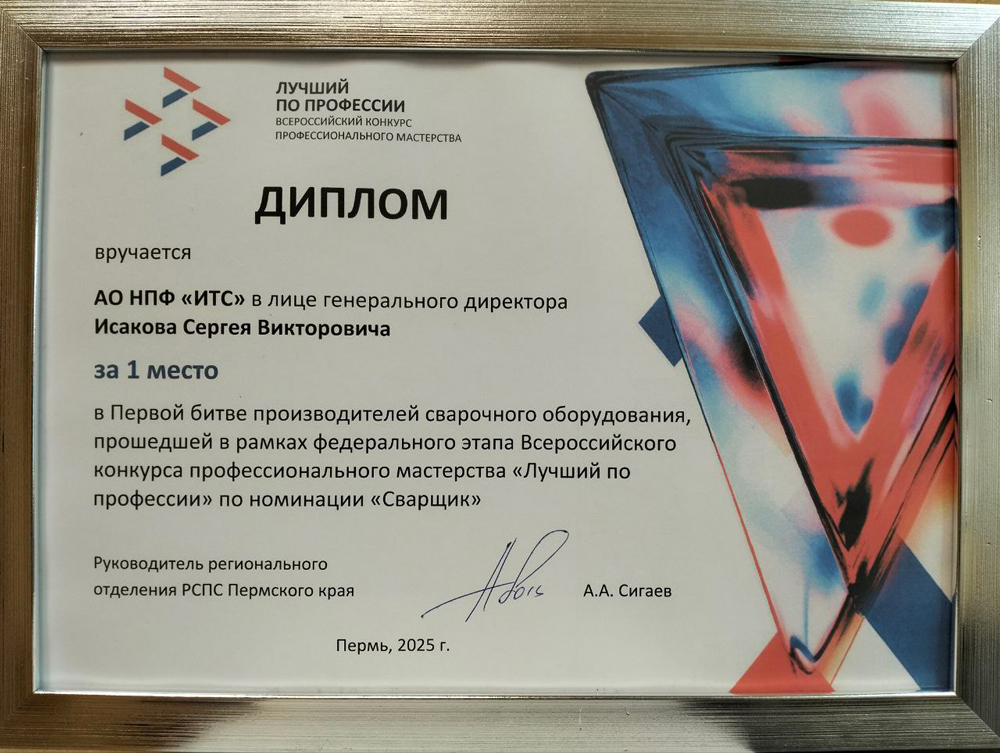 ЛУЧШИЙ
ПО ПРОФЕССИИ
ВСЕРОССИЙСКИЙ КОНКУРС
ПРОФЕССИОНАЛЬНОГО МАСТЕРСТВА
ДИПЛОМ
вручается
АО НПФ «ИТС» в лице генерального директора
Исакова Сергея Викторовича
за 1 место
в Первой битве производителей сварочного оборудования,
прошедшей в рамках федерального этапа Всероссийского
конкурса профессионального мастерства «Лучший по
профессии» по номинации «Сварщик»
Руководитель регионального
отделения РСПС Пермского края
А.А. Сигаев
Пермь, 2025 г.